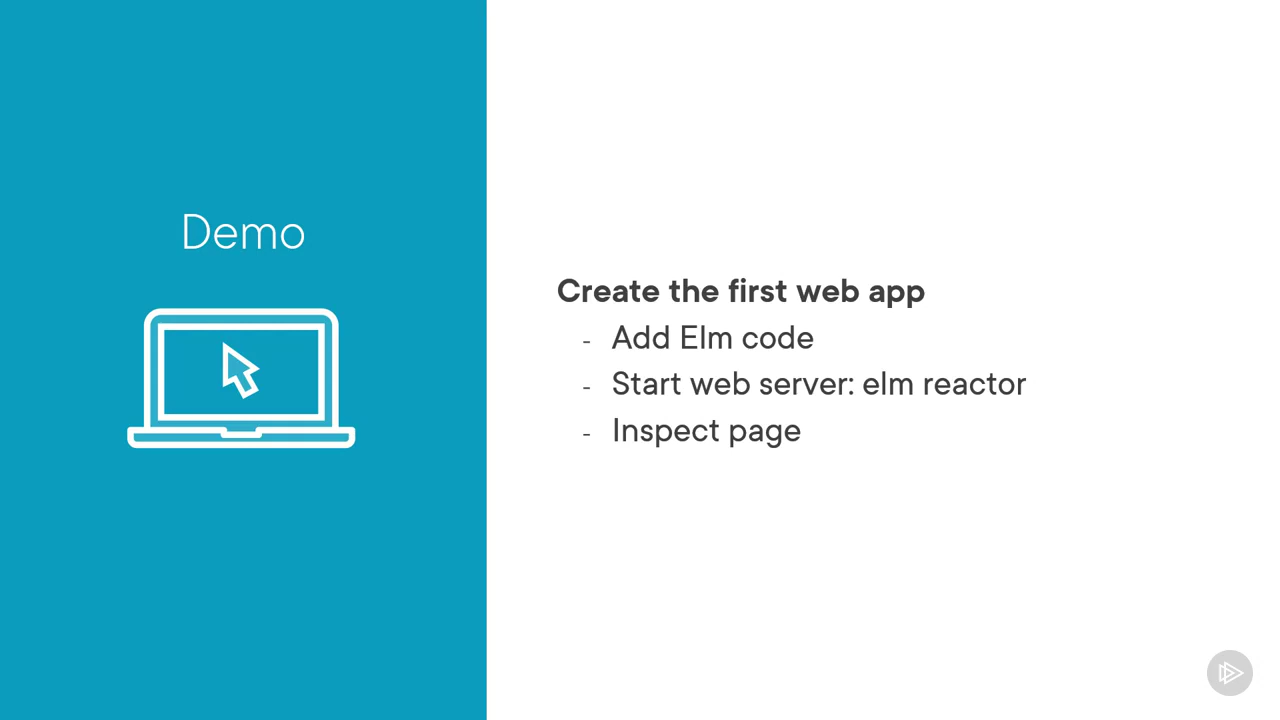 Demo
Create the first web app
- Add Elm code
- Start web server: elm reactor
- Inspect page